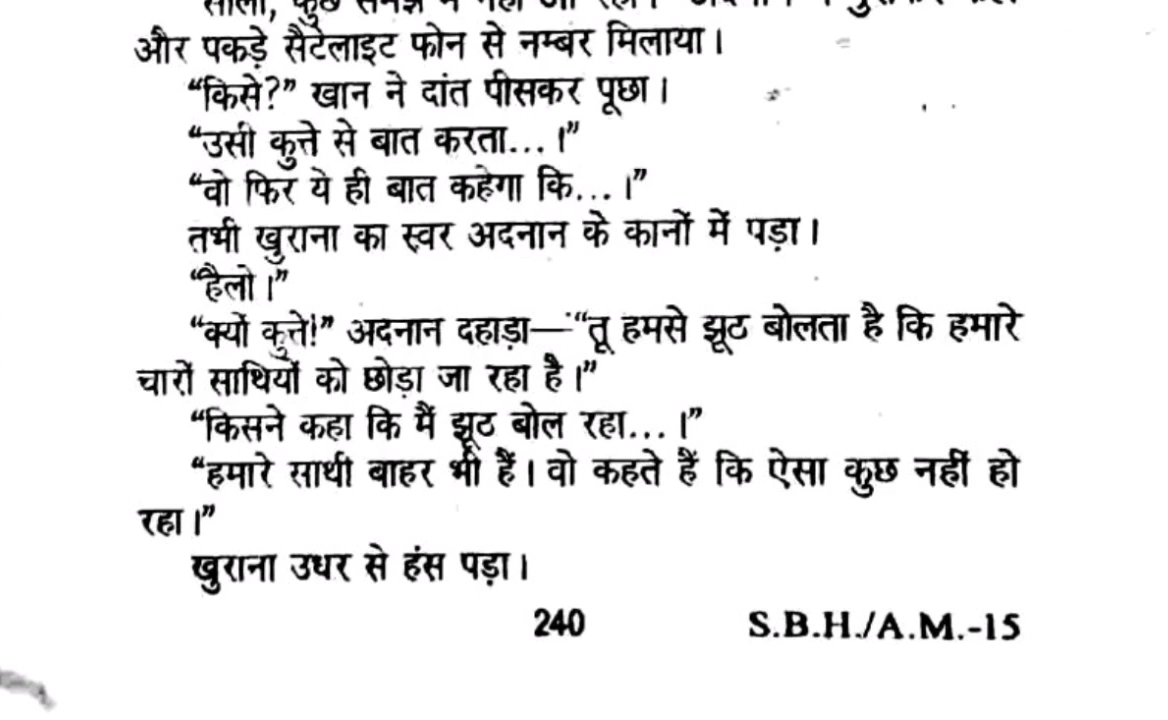 और पकड़े सैटेलाइट फोन से नम्बर मिलाया।
“किसे?” खान ने दांत पीसकर पूछा।
“उसी कुत्ते से बात करता... ।”
“वो फिर ये ही बात कहेगा कि... ।”
तभी खुराना का स्वर अदनान के कानों में पड़ा।
“हैलो।”
“क्यों कुत्ते!” अदनान दहाड़ा—“तू हमसे झूठ बोलता है कि हमारे
चारों साथियों को छोड़ा जा रहा है।”
“किसने कहा कि मैं झूठ बोल रहा... ।”
“हमारे साथी बाहर भी हैं। वो कहते हैं कि ऐसा कुछ नहीं हो
रहा।”
खुराना उधर से हंस पड़ा।
240 S.B.H./A.M.-15